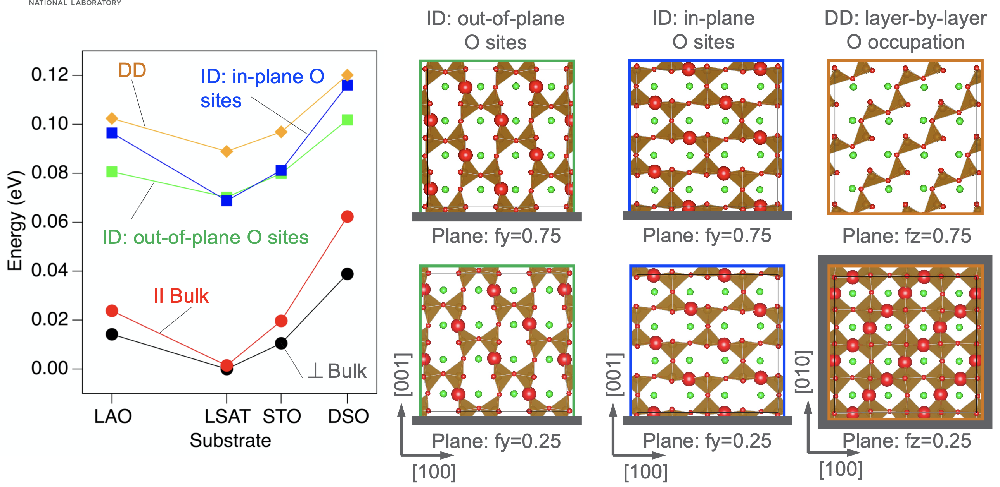 NATIONAL LABORATORY
Energy (eV)
0.12
0.10
0.08
0.06
0.04
0.02
0.00
DD
ID: in-plane O
sites
ID: out-of-plane O sites
II Bulk
⊥ Bulk
LAO
LSAT
STO
DSO
Substrate
ID: out-of-plane
O sites
Plane: fy=0.75
[001]
Plane: fy=0.25
[100]
ID: in-plane
O sites
Plane: fy=0.75
[001]
Plane: fy=0.25
[100]
DD: layer-by-layer
O occupation
Plane: fz=0.75
[010]
Plane: fz=0.25
[100]